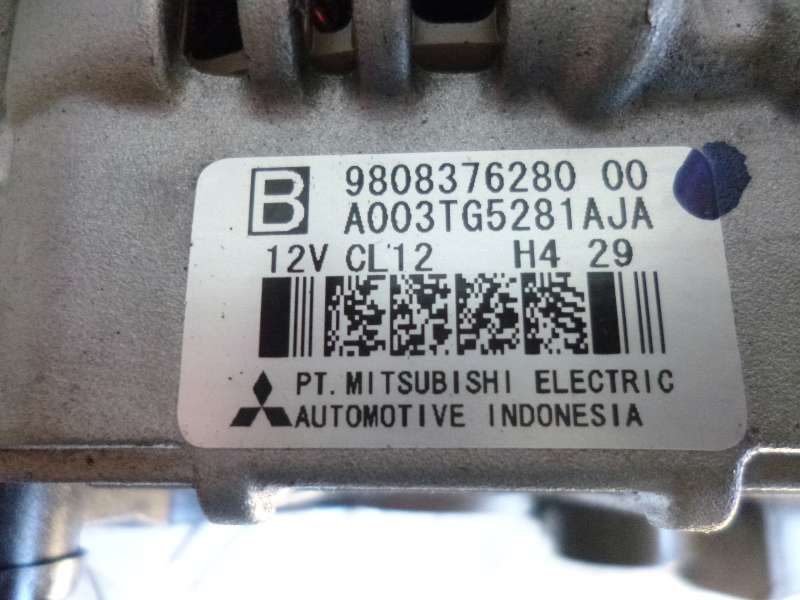 B 9808376280 00
A003TG5281AJA
12V CL12 H4 29
PT. MITSUBISHI ELECTRIC
AUTOMOTIVE INDONESIA